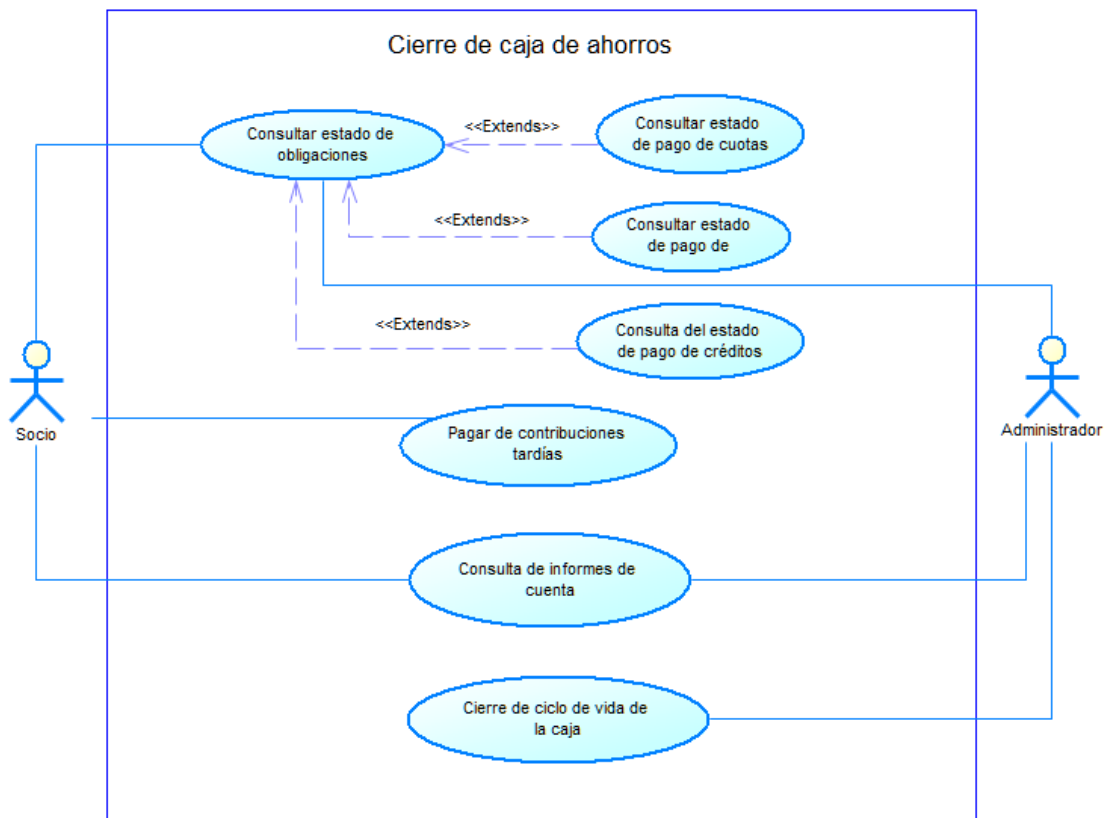 Cierre de caja de ahorros
Consultar estado de
obligaciones
<<Extends>>
Consultar estado
de pago de cuotas
<<Extends>>
Consultar estado
de pago de
<<Extends>>
Consulta del estado
de pago de créditos
Socio
Administrador
Pagar de contribuciones
tardías
Consulta de informes de
cuenta
Cierre de ciclo de vida de
la caja